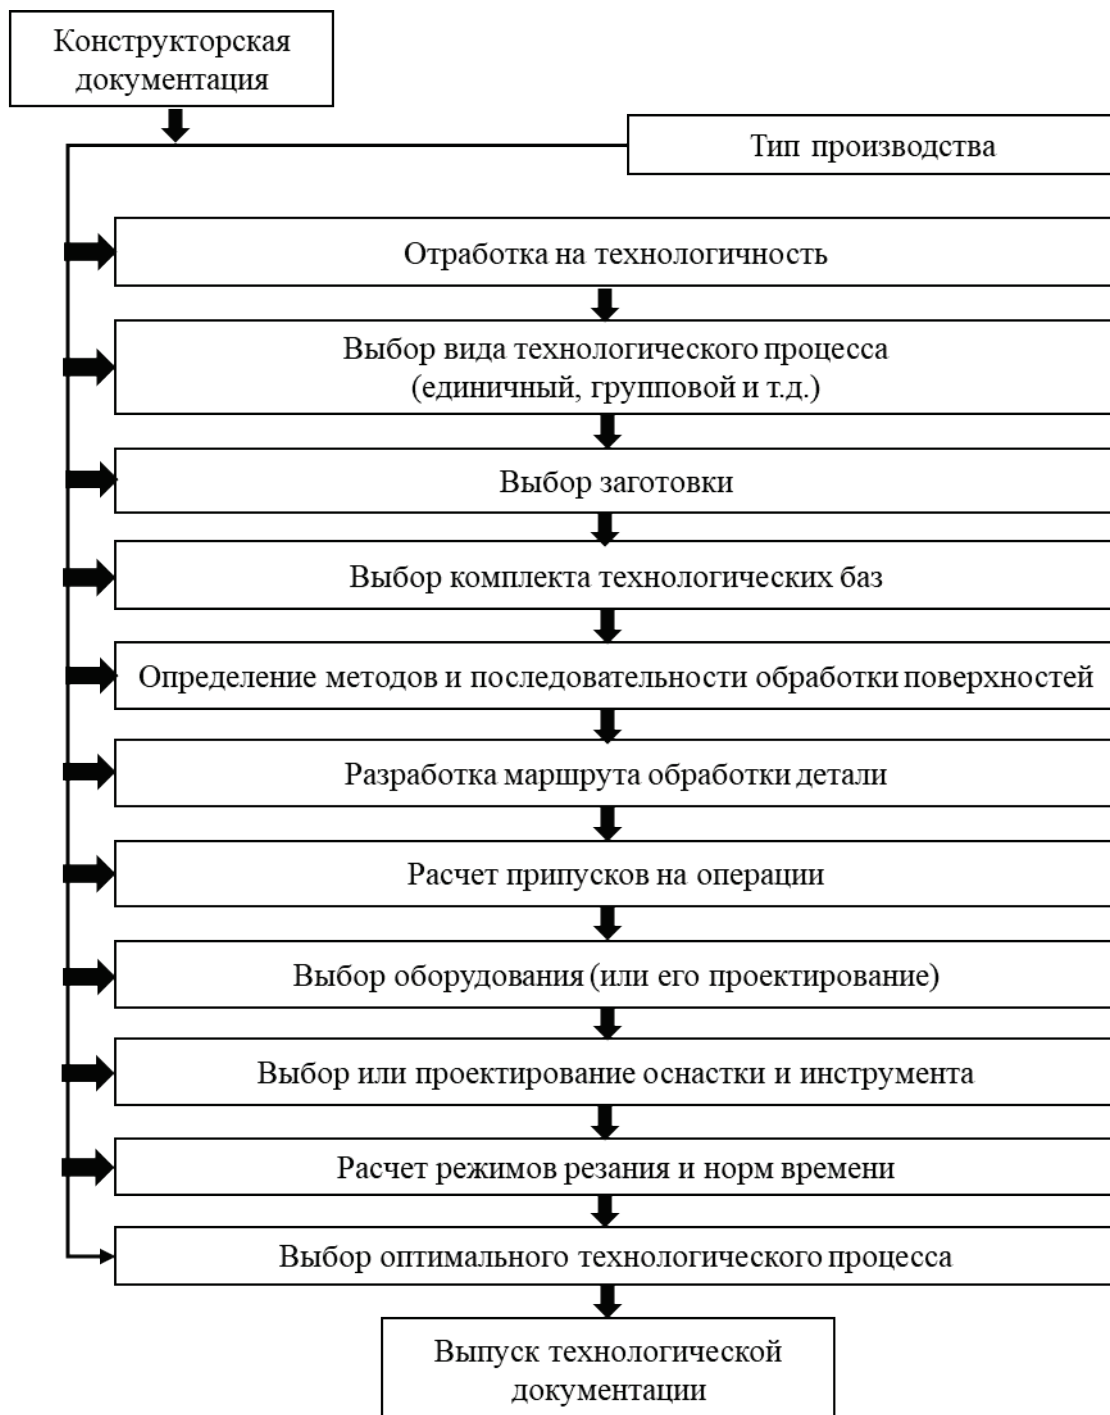 Конструкторская
документация
Тип производства
Отработка на технологичность
Выбор вида технологического процесса
(единичный, групповой и т.д.)
Выбор заготовки
Выбор комплекта технологических баз
Определение методов и последовательности обработки поверхностей
Разработка маршрута обработки детали
Расчет припусков на операции
Выбор оборудования (или его проектирование)
Выбор или проектирование оснастки и инструмента
Расчет режимов резания и норм времени
Выбор оптимального технологического процесса
Выпуск технологической
документации